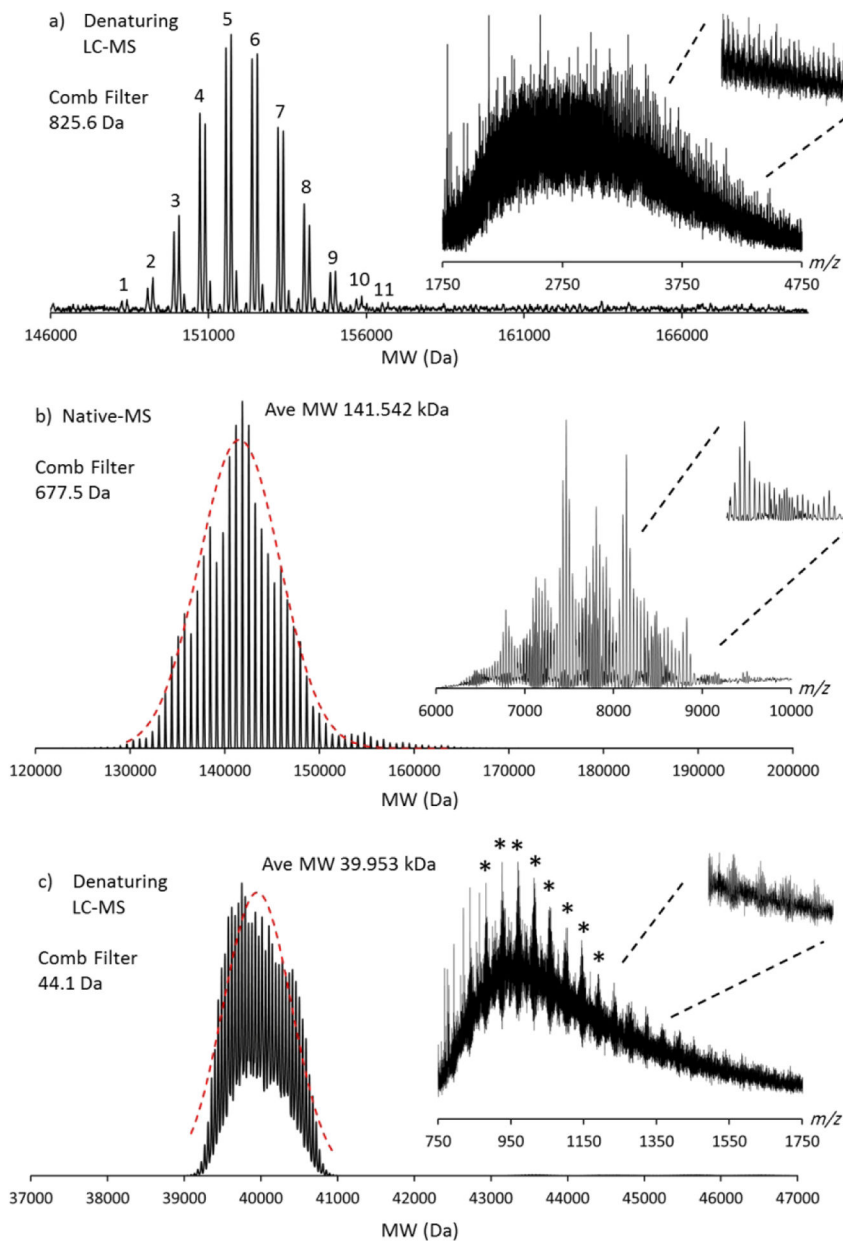 a) Denaturing
LC-MS
Comb Filter
825.6 Da
1 2 3 4 5 6 7 8 9 10 11
146000 151000 156000 161000 166000
MW (Da)
1750 2750 3750 4750
m/z
b) Native-MS
Comb Filter
677.5 Da
Ave MW 141.542 kDa
6000 7000 8000 9000 10000
m/z
120000 130000 140000 150000 160000 170000 180000 190000 200000
MW (Da)
c) Denaturing
LC-MS
Comb Filter
44.1 Da
Ave MW 39.953 kDa
* * * * * * * *
750 950 1150 1350 1550 1750
m/z
37000 39000 40000 41000 42000 43000 44000 45000 46000 47000
MW (Da)